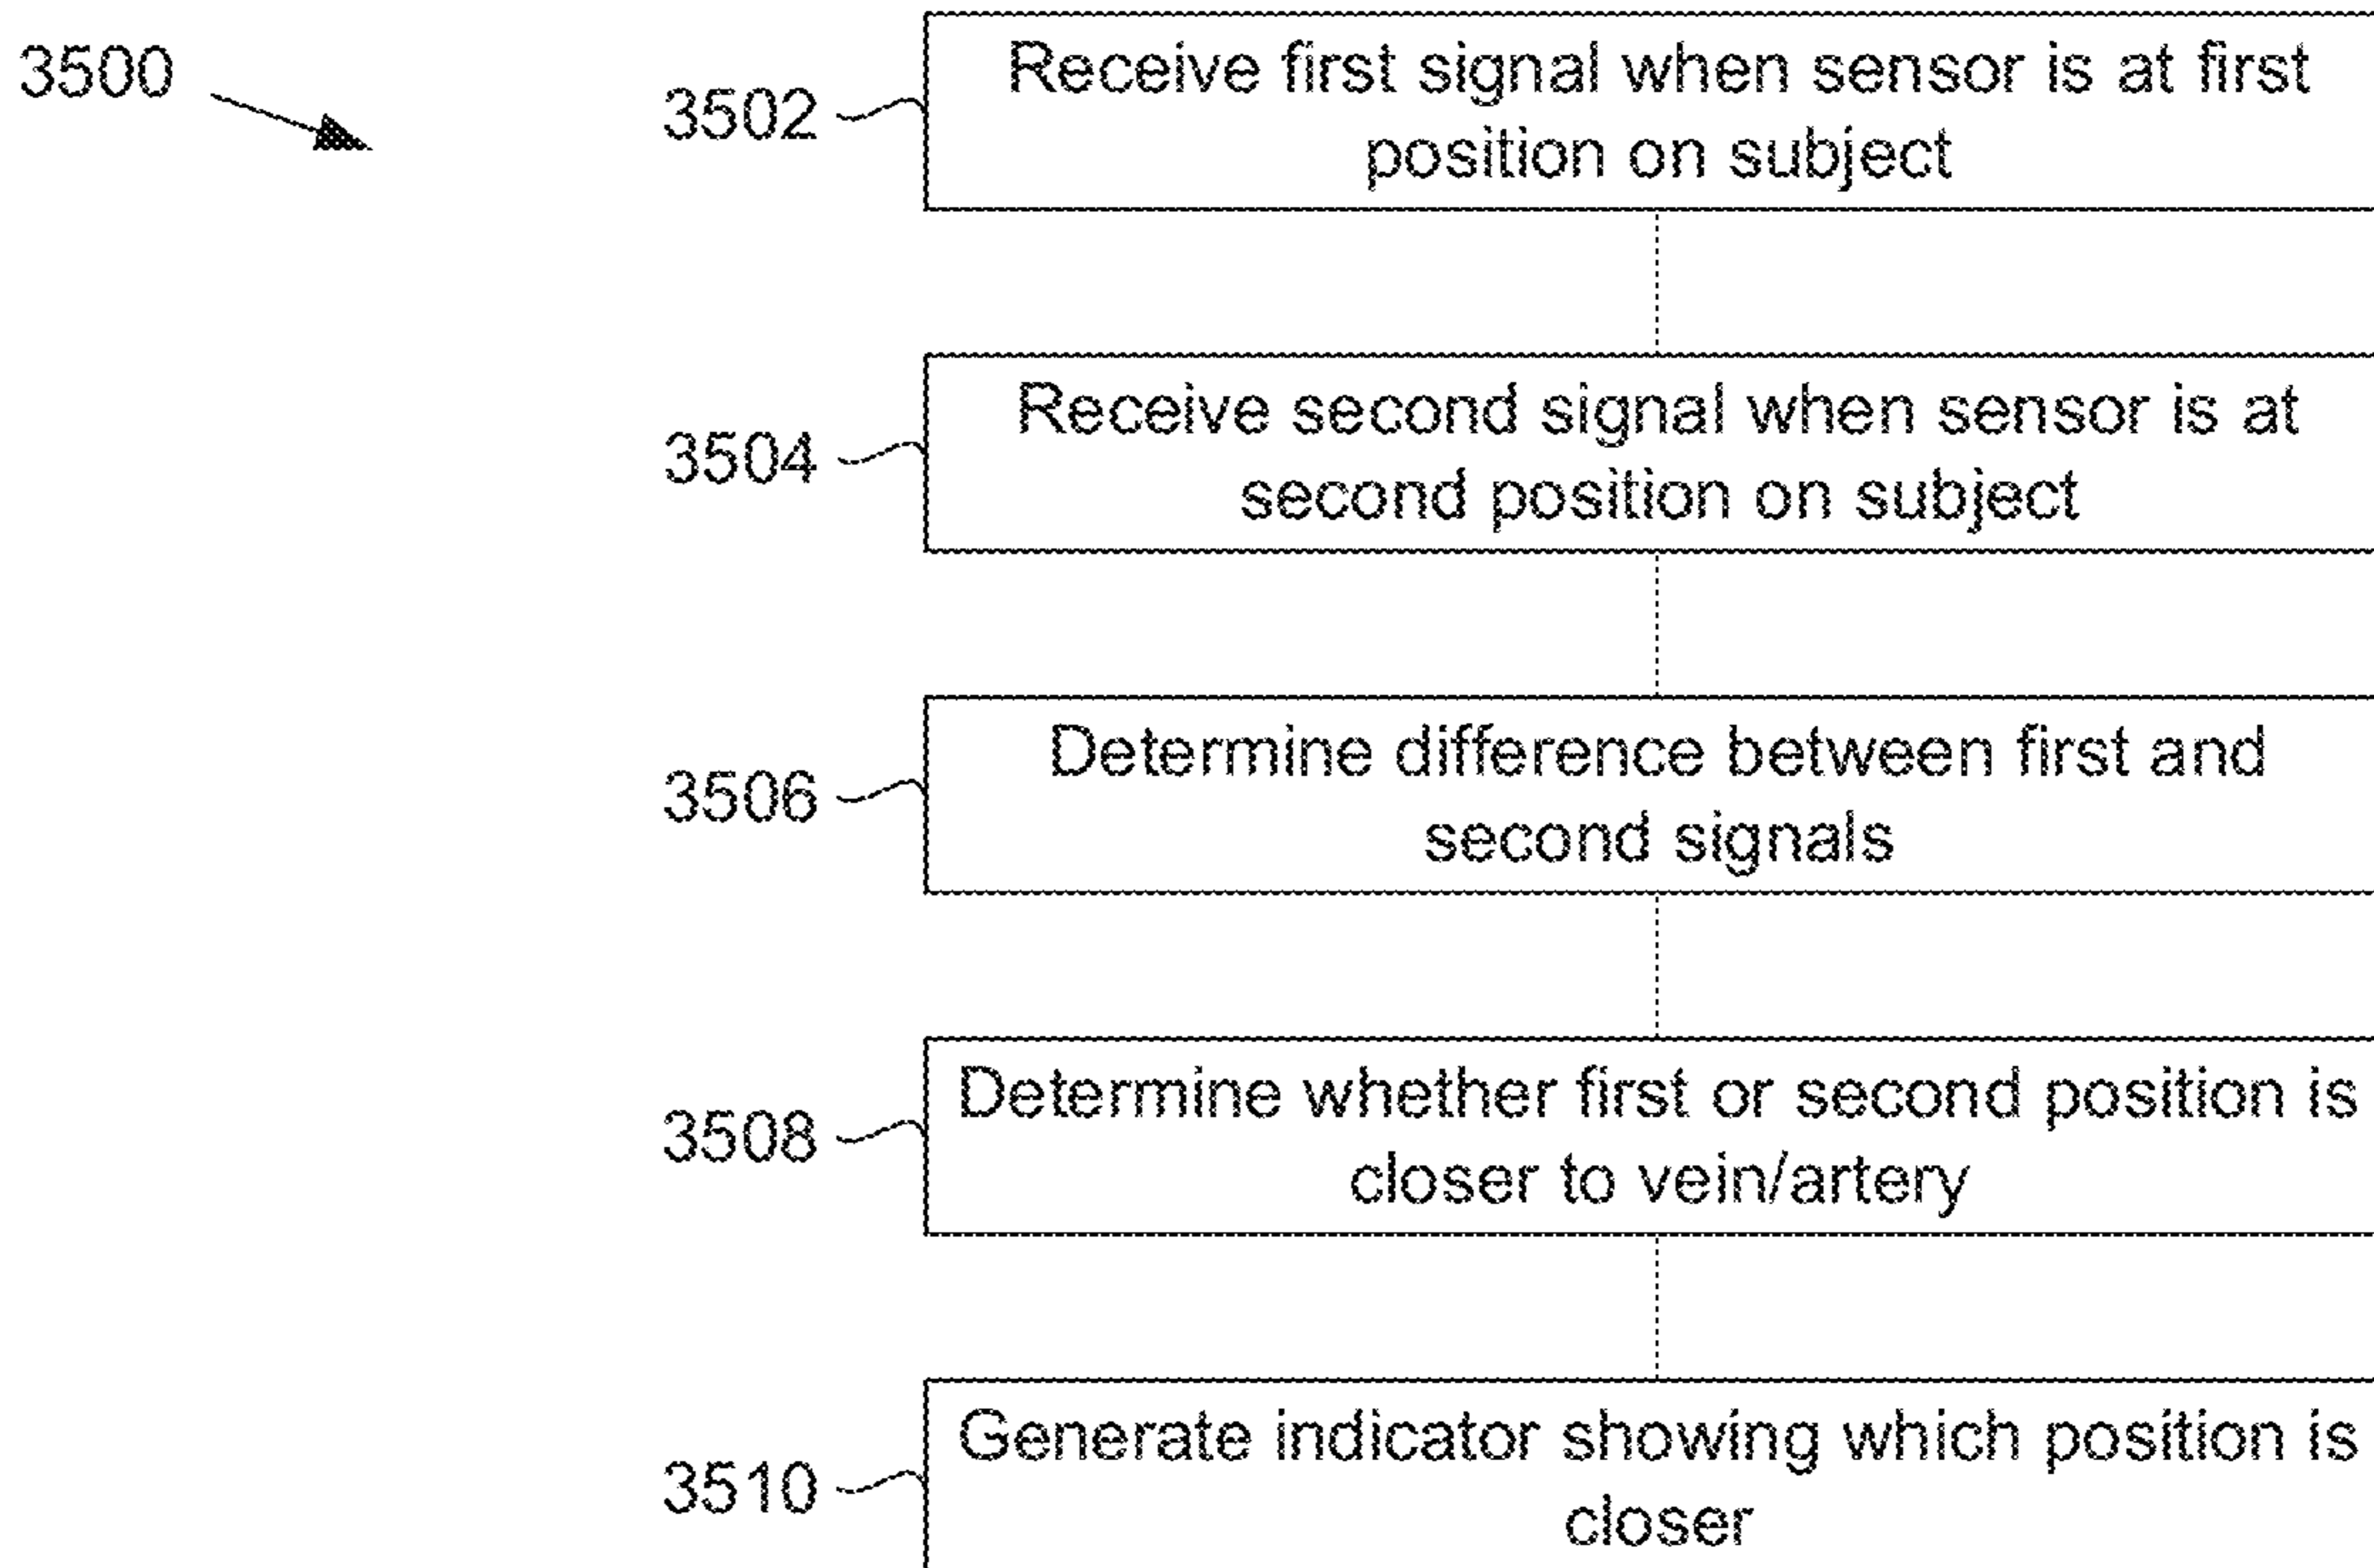 3500
3502
Receive first signal when sensor is at first
position on subject
3504
Receive second signal when sensor is at
second position on subject
3506
Determine difference between first and
second signals
3508
Determine whether first or second position is
closer to vein/artery
3510
Generate indicator showing which position is
closer